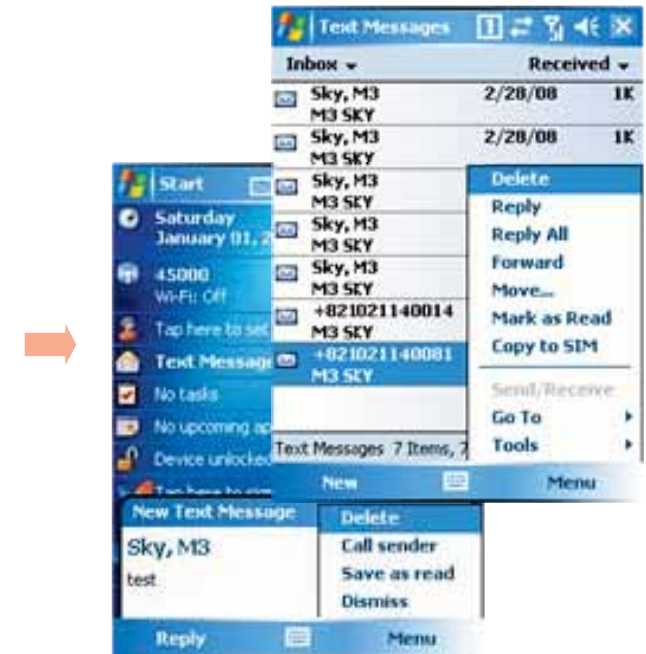 Text Messages
Inbox Received
Sky, M3 2/28/08 1K
M3 SKY
Sky, M3 2/28/08 1K
M3 SKY
Sky, M3
M3 SKY
Sky, M3
M3 SKY
Sky, M3
M3 SKY
+821021140014
M3 SKY
+821021140081
M3 SKY
Text Messages 7 Items, 7
New Menu
Delete
Reply
Reply All
Forward
Move...
Mark as Read
Copy to SIM
Send/Receive
Go To
Tools
Start
Saturday
January 01, 2
45000
Wi-Fi: Off
Tap here to set
Text Message
No tasks
No upcoming ap
Device unlocked
Tap here to
New Text Message
Sky, M3
test
Delete
Call sender
Save as read
Dismiss
Reply Menu